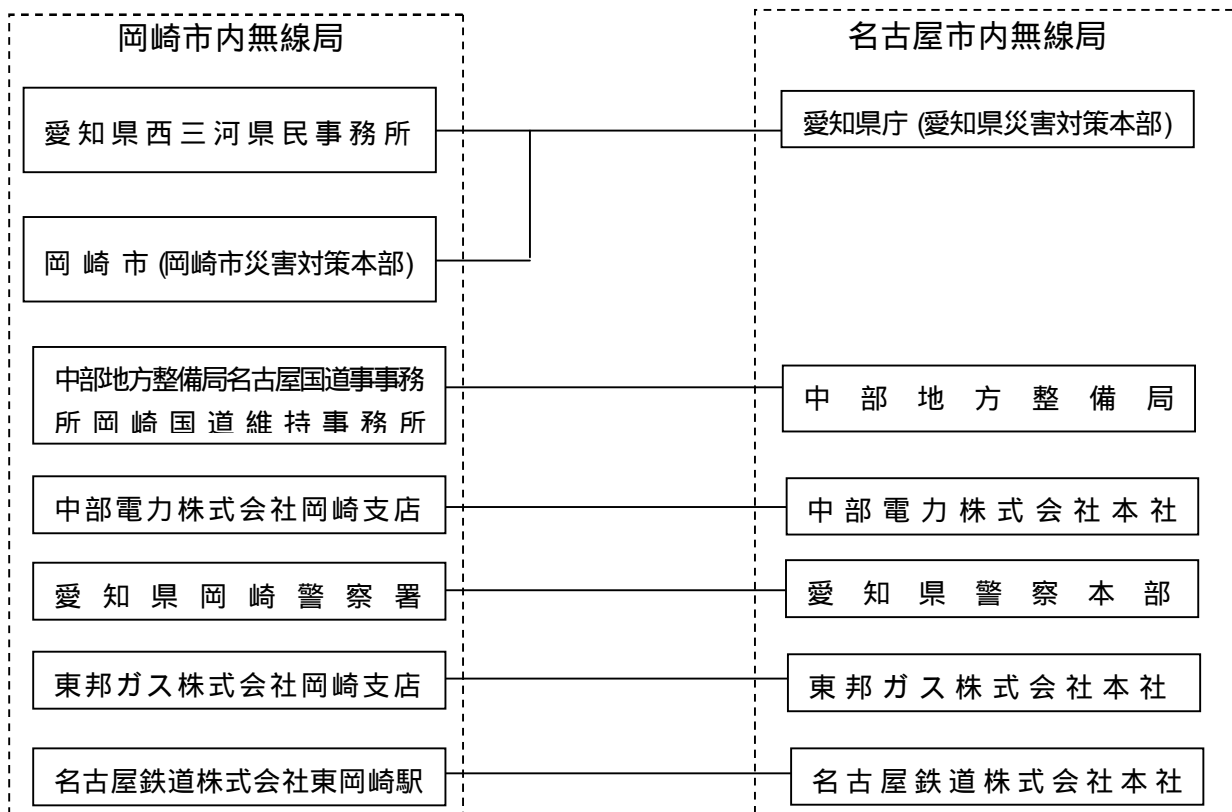 岡崎市内無線局
名古屋市内無線局
愛知県西三河県民事務所
愛知県庁 (愛知県災害対策本部)
岡崎市 (岡崎市災害対策本部)
中部地方整備局名古屋国道事事務
所岡崎国道維持事務所
中部地方整備局
中部電力株式会社岡崎支店
中部電力株式会社本社
愛知県岡崎警察署
愛知県警察本部
東邦ガス株式会社岡崎支店
東邦ガス株式会社本社
名古屋鉄道株式会社東岡崎駅
名古屋鉄道株式会社本社